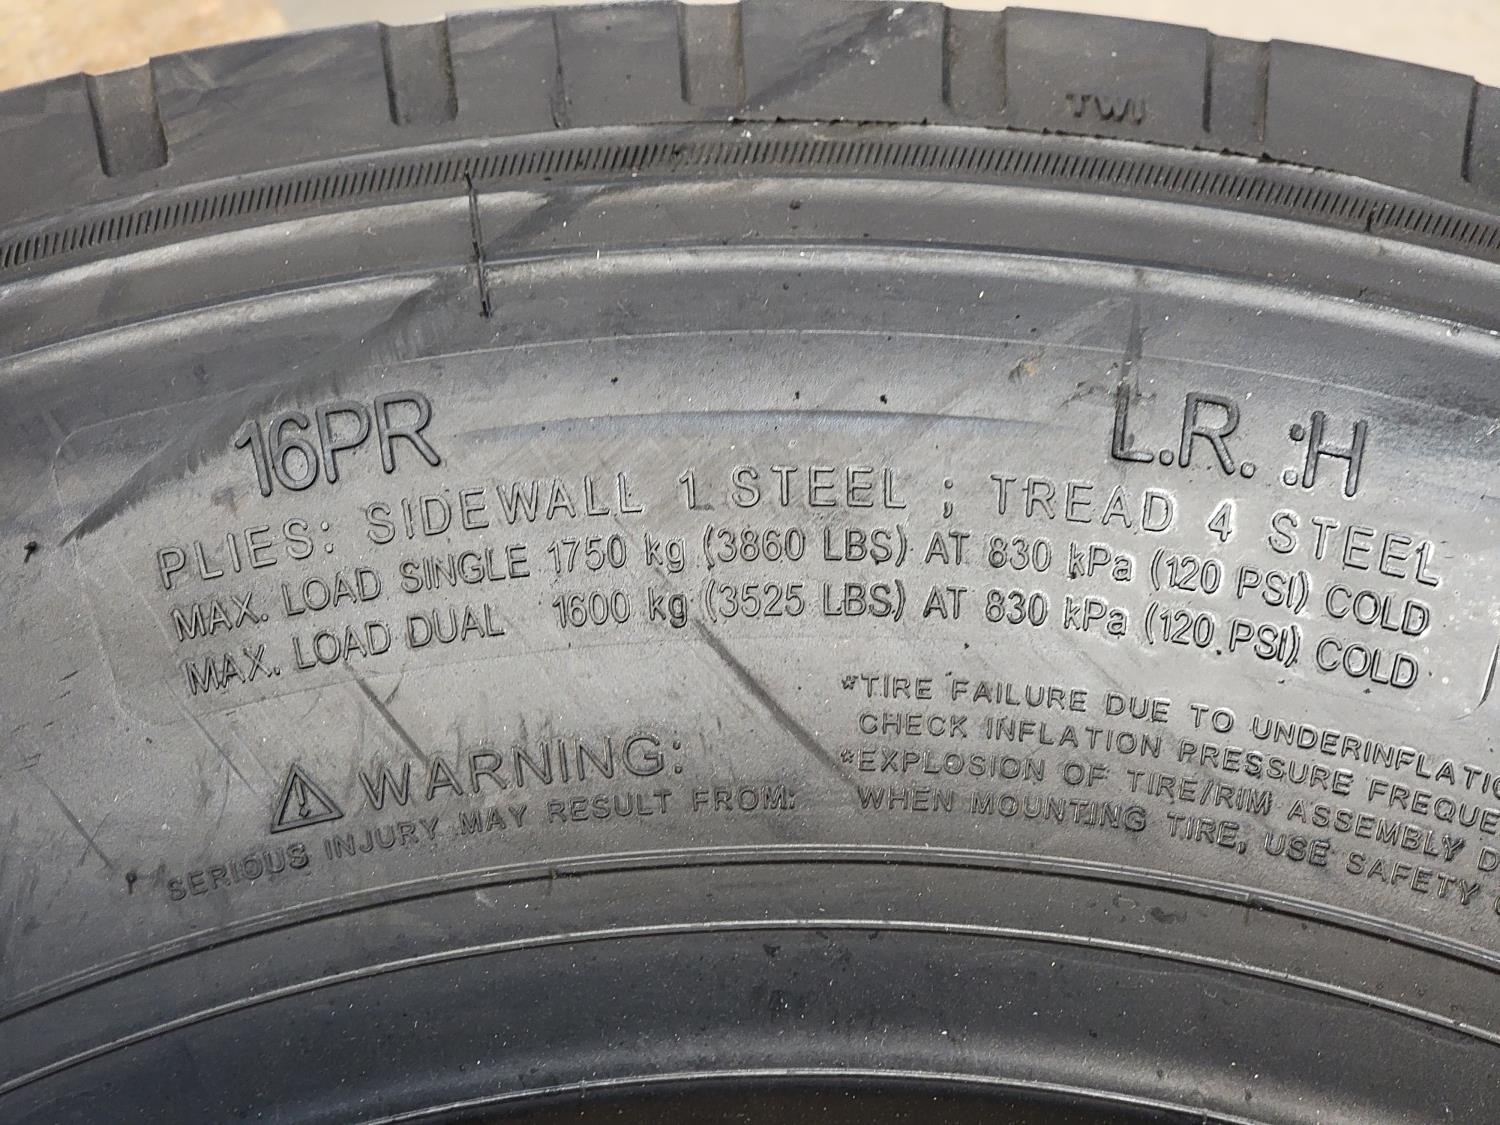 TWI
16PR
L.R. :H
PLIES: SIDEWALL 1 STEEL ; TREAD 4 STEEL
MAX. LOAD SINGLE 1750 kg (3860 LBS) AT 830 kPa (120 PSI) COLD
MAX. LOAD DUAL 1600 kg (3525 LBS) AT 830 kPa (120 PSI) COLD
WARNING:
SERIOUS INJURY MAY RESULT FROM:
*TIRE FAILURE DUE TO UNDERINFLATIO
CHECK INFLATION PRESSURE FREQUE
*EXPLOSION OF TIRE/RIM ASSEMBLY D
WHEN MOUNTING TIRE, USE SAFETY